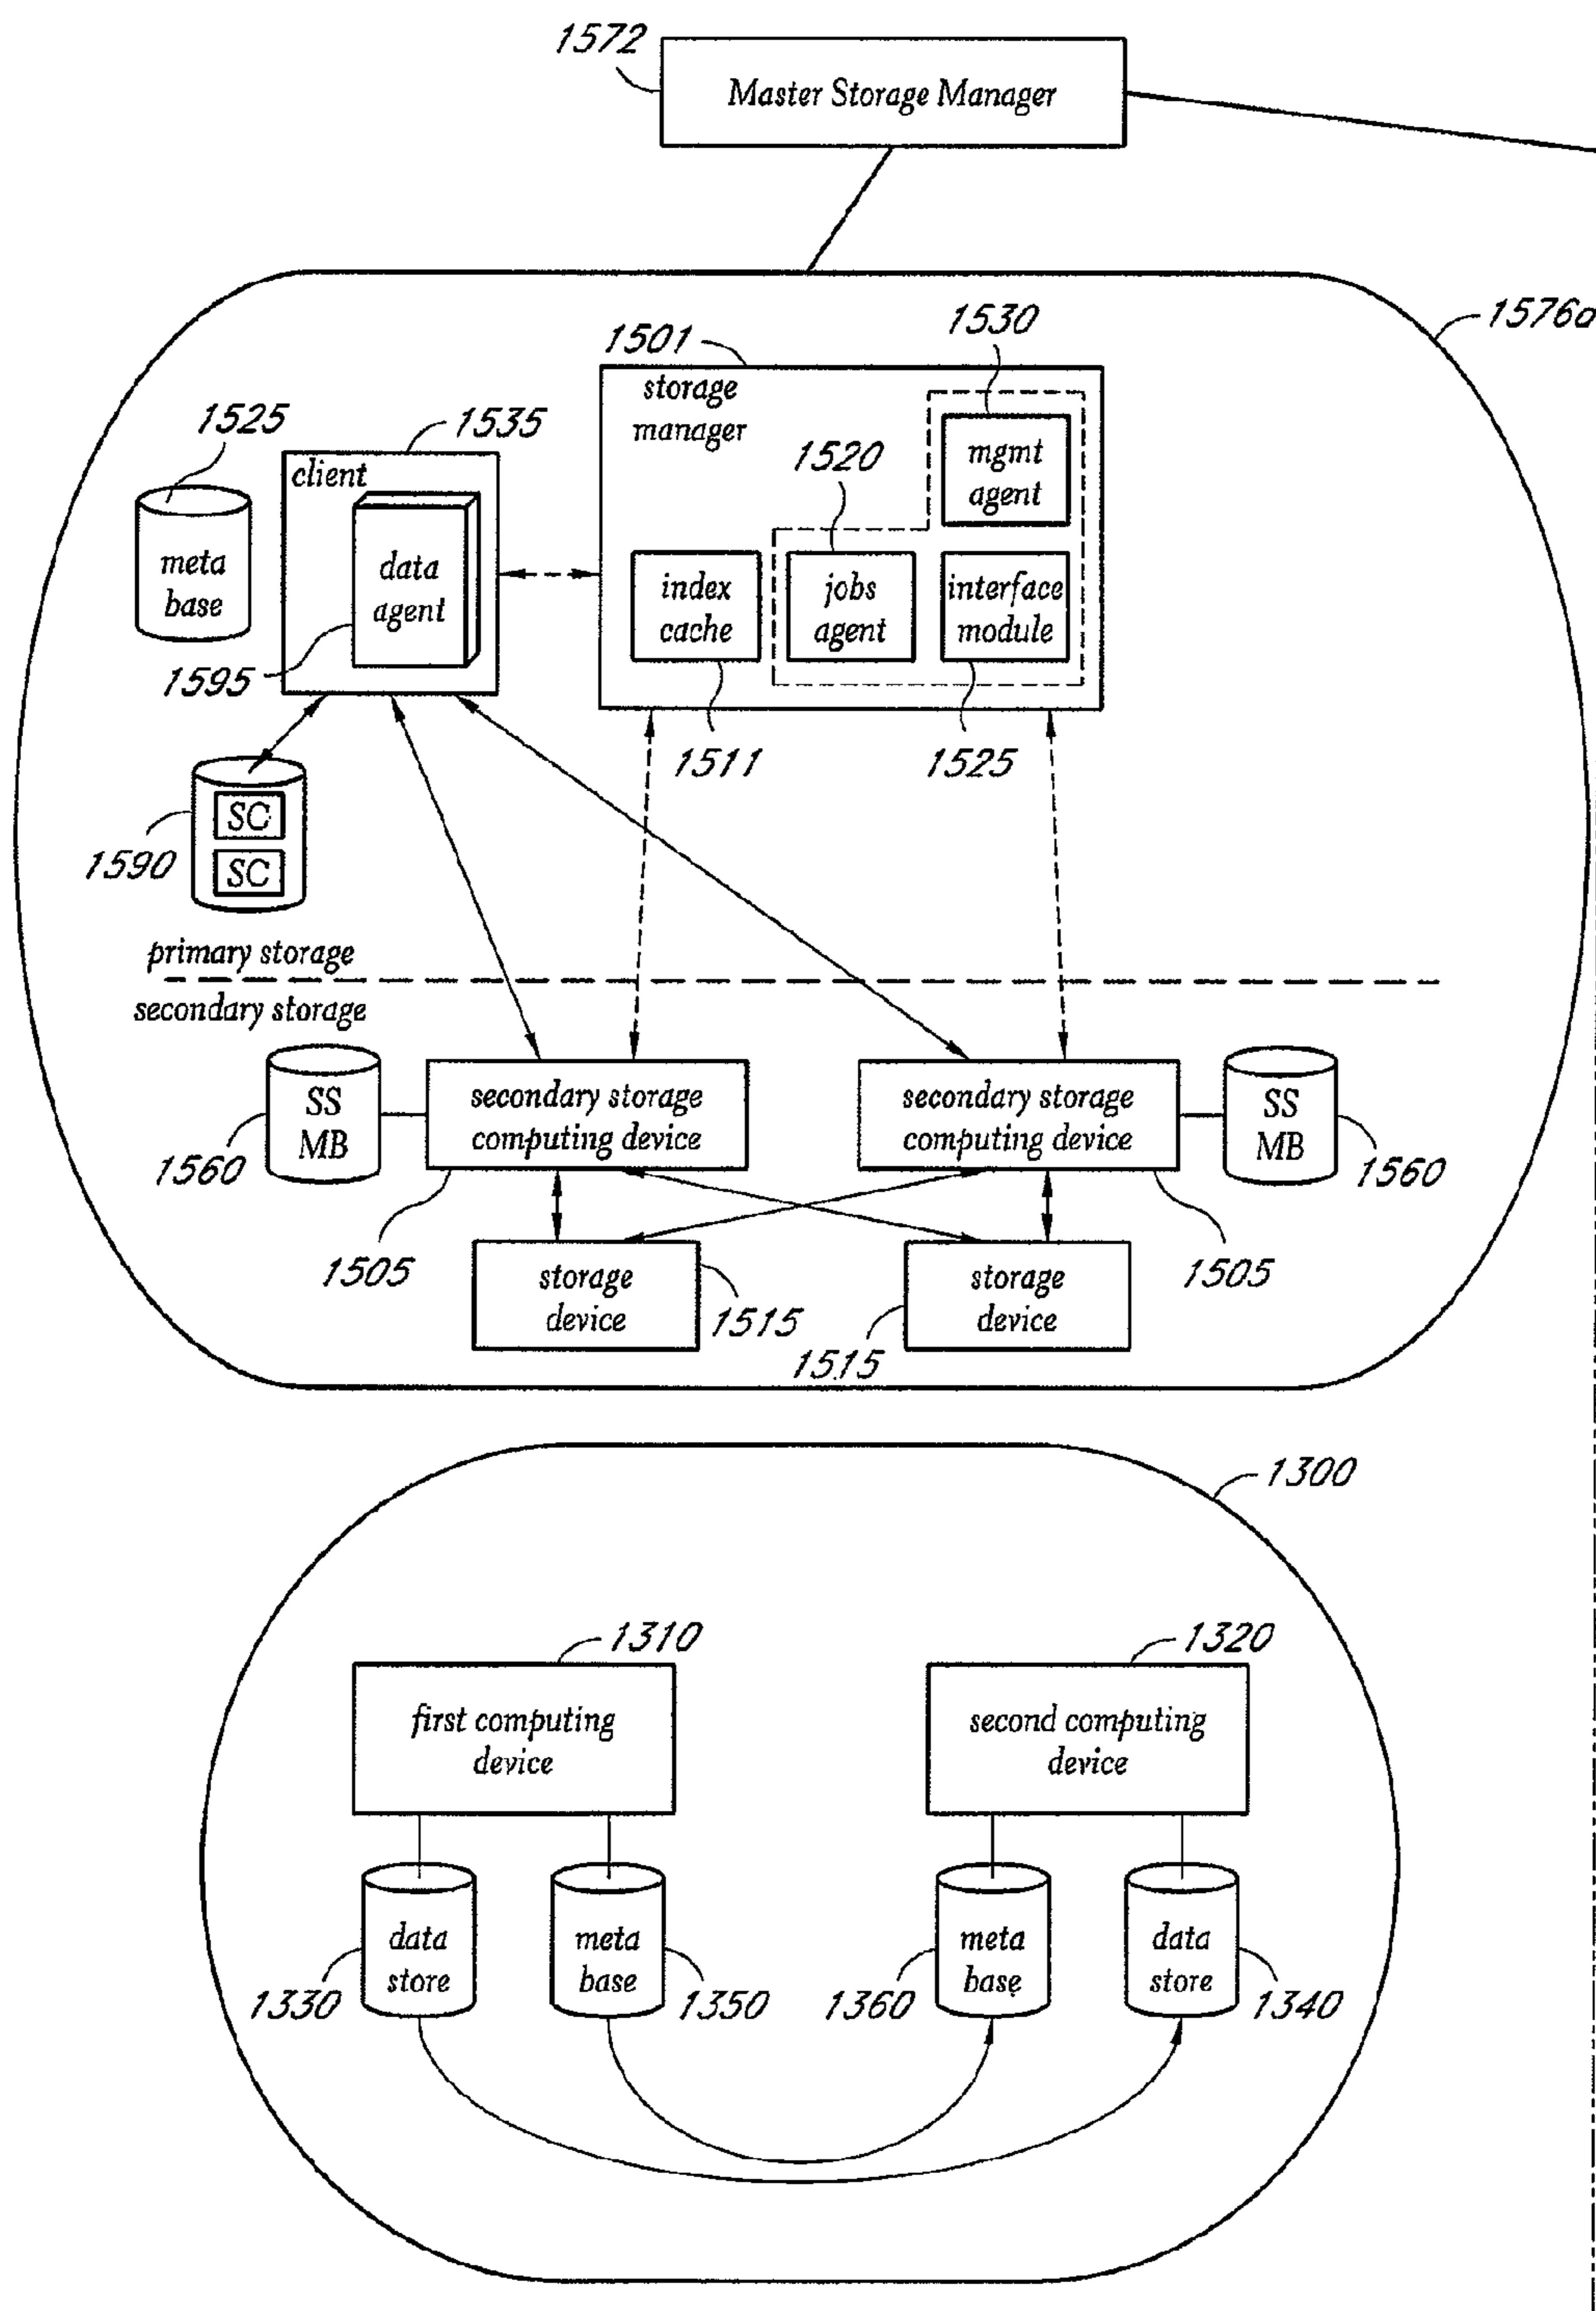 1572
Master Storage Manager
1576a
1530
1501
storage
manager
1525
1535
1520
mgmt
agent
client
meta
base
data
agent
index
cache
jobs
agent
interface
module
1595
1511
1525
SC
SC
1590
primary storage
secondary storage
SS
MB
secondary storage
computing device
secondary storage
computing device
SS
MB
1560
1560
1505
storage
device
1515
storage
device
1505
1515
1300
1310
1320
first computing
device
second computing
device
data
store
meta
base
meta
base
data
store
1330
1350
1360
1340